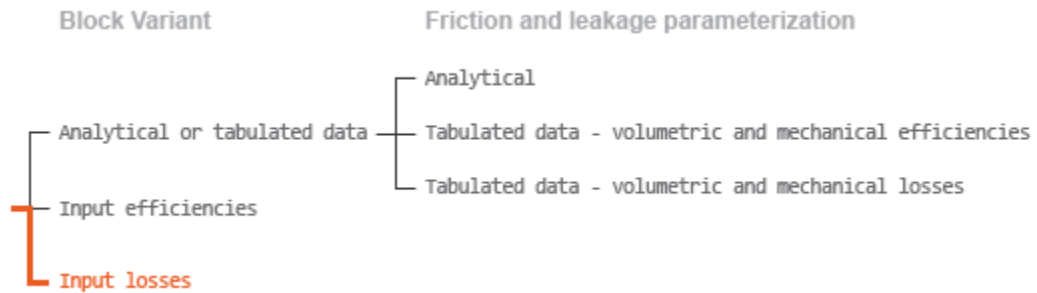 Block Variant
Friction and leakage parameterization
Analytical
Analytical or tabulated data
Tabulated data - volumetric and mechanical efficiencies
Tabulated data - volumetric and mechanical losses
Input efficiencies
Input losses